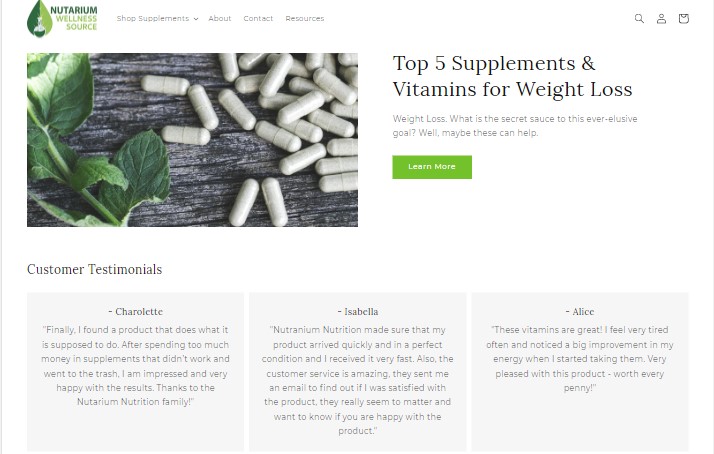 NUTARIUM
WELLNESS
SOURCE
Shop Supplements
About
Contact
Resources
Top 5 Supplements &
Vitamins for Weight Loss
Weight Loss. What is the secret sauce to this ever-elusive
goal? Well, maybe these can help.
Learn More
Customer Testimonials
- Charolette
"Finally, I found a product that does what it
is supposed to do. After spending too much
money in supplements that didn't work and
went to the trash, I am impressed and very
happy with the results. Thanks to the
Nutarium Nutrition family!"
- Isabella
"Nutranium Nutrition made sure that my
product arrived quickly and in a perfect
condition and I received it very fast. Also, the
customer service is amazing, they sent me
an email to find out if I was satisfied with
the product, they really seem to matter and
want to know if you are happy with the
product."
- Alice
"These vitamins are great! I feel very tired
often and noticed a big improvement in my
energy when I started taking them. Very
pleased with this product - worth every
penny!"